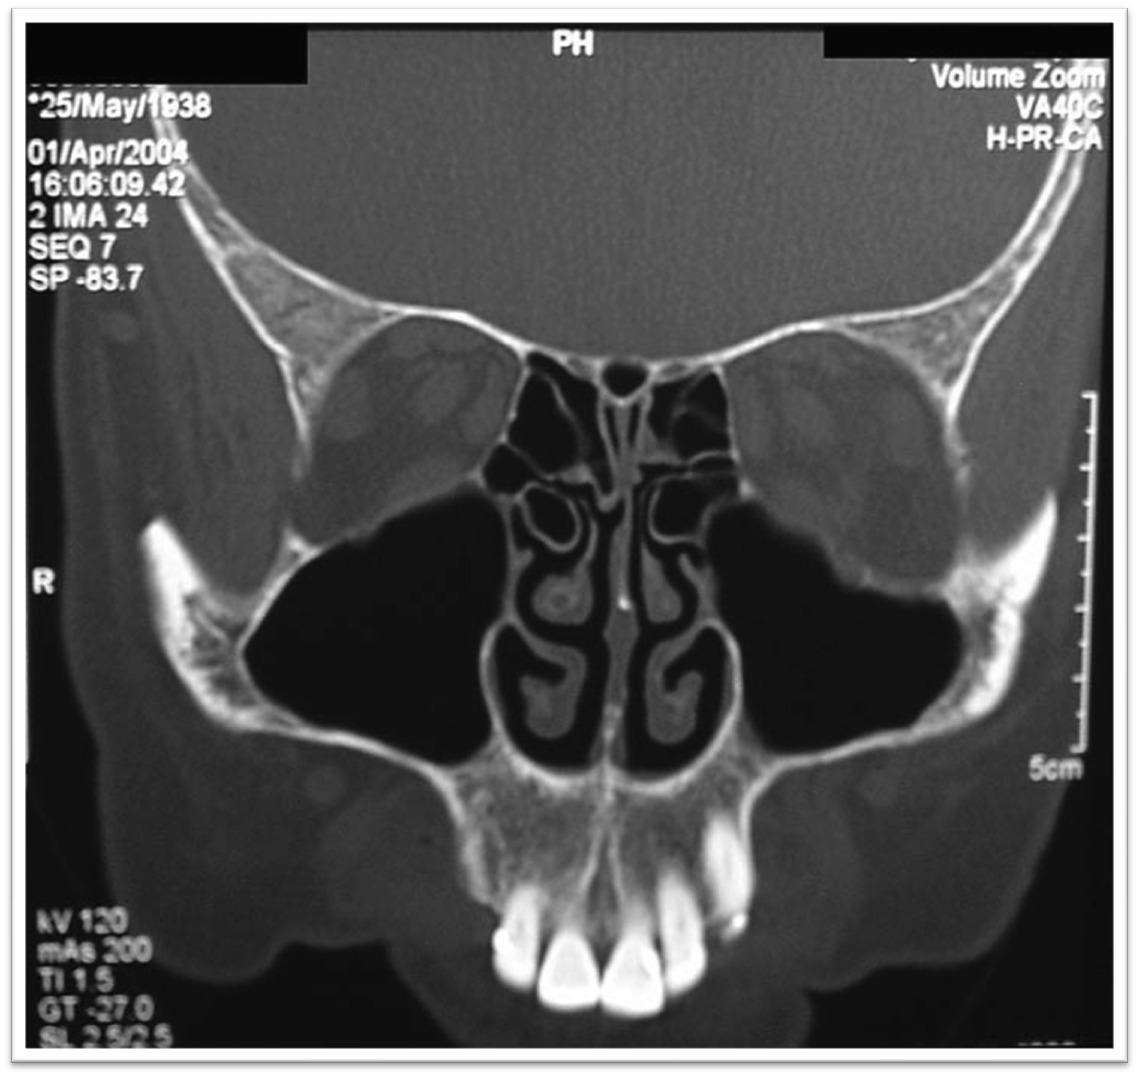 PH
*25/May/1938
01/Apr/2004
16:06:09.42
2 IMA 24
SEQ 7
SP -83.7
Volume Zoom
VA40C
H-PR-CA
R
5cm
kV 120
mAs 200
TI 1.5
GT -27.0
SL 2.5/2.5